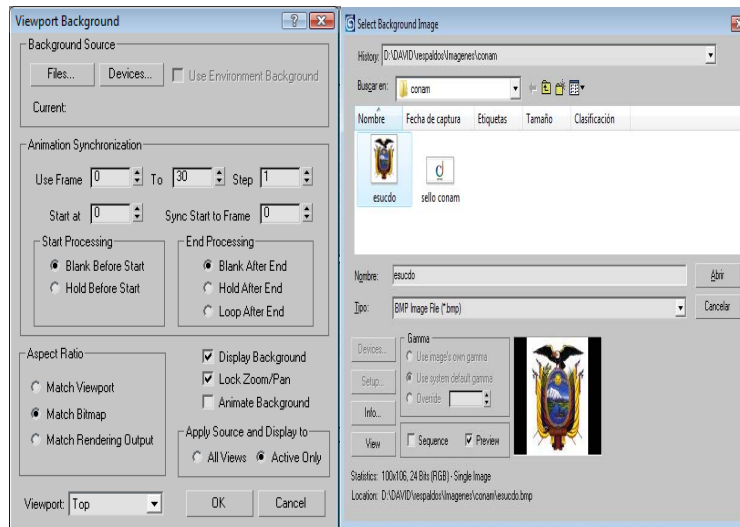 Viewport Background
Background Source
Files...
Devices...
Use Environment Background
Current:
Animation Synchronization
Use Frame 0 To 30 Step 1
Start at 0 Sync Start to Frame 0
Start Processing
Blank Before Start
Hold Before Start
End Processing
Blank After End
Hold After End
Loop After End
Aspect Ratio
Match Viewport
Match Bitmap
Match Rendering Output
Display Background
Lock Zoom/Pan
Animate Background
Apply Source and Display to
All Views Active Only
Viewport: Top
OK
Cancel
Select Background Image
History: D:\DAVID\respaldos\Imagenes\conam
Buscar en: conam
Nombre Fecha de captura Etiquetas Tamaño Clasificación
esucdo
sello conam
Nombre: esucdo
Abrir
Tipo: BMP Image File (*.bmp)
Cancelar
Devices...
Setup...
Info...
View
Gamma
Use image's own gamma
Use system default gamma
Override
Sequence
Preview
Statistics: 100x106, 24 Bits (RGB) - Single Image
Location: D:\DAVID\respaldos\Imagenes\conam\esucdo.bmp